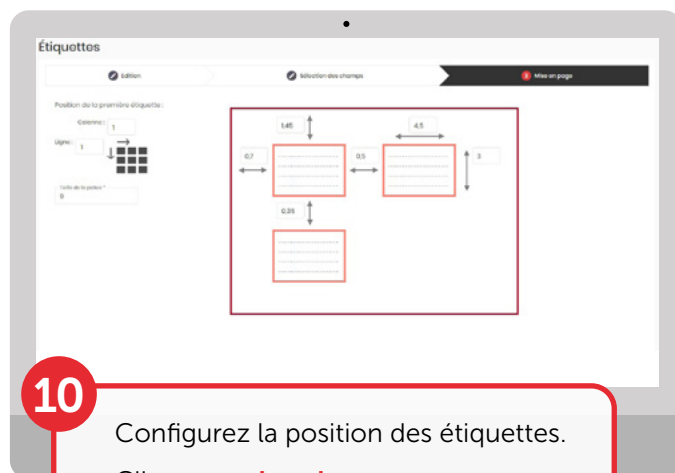 Étiquettes
Edition
Sélection des champs
3 Mise en page
Position de la première étiquette :
Colonne : 1
Ligne : 1
Taille de la police *
8
1,45
4,5
0,7
0,5
3
0,35
10
Configurez la position des étiquettes.